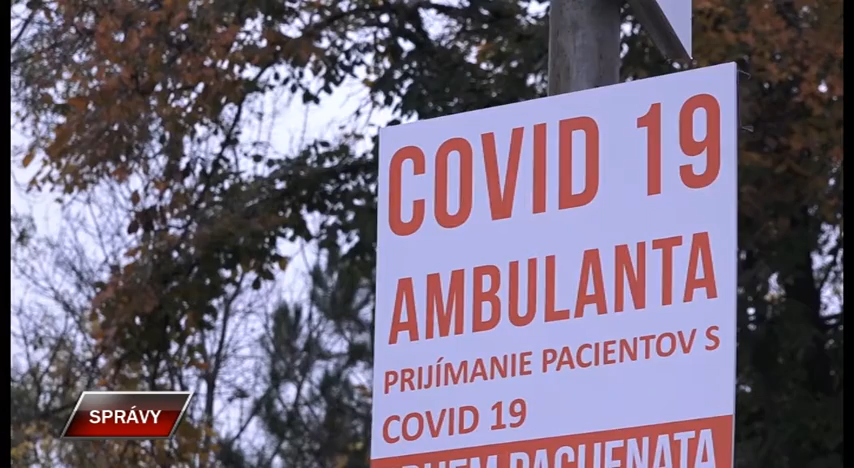 COVID 19
AMBULANTA
PRIJÍMANIE PACIENTOV S
COVID 19
SPRÁVY